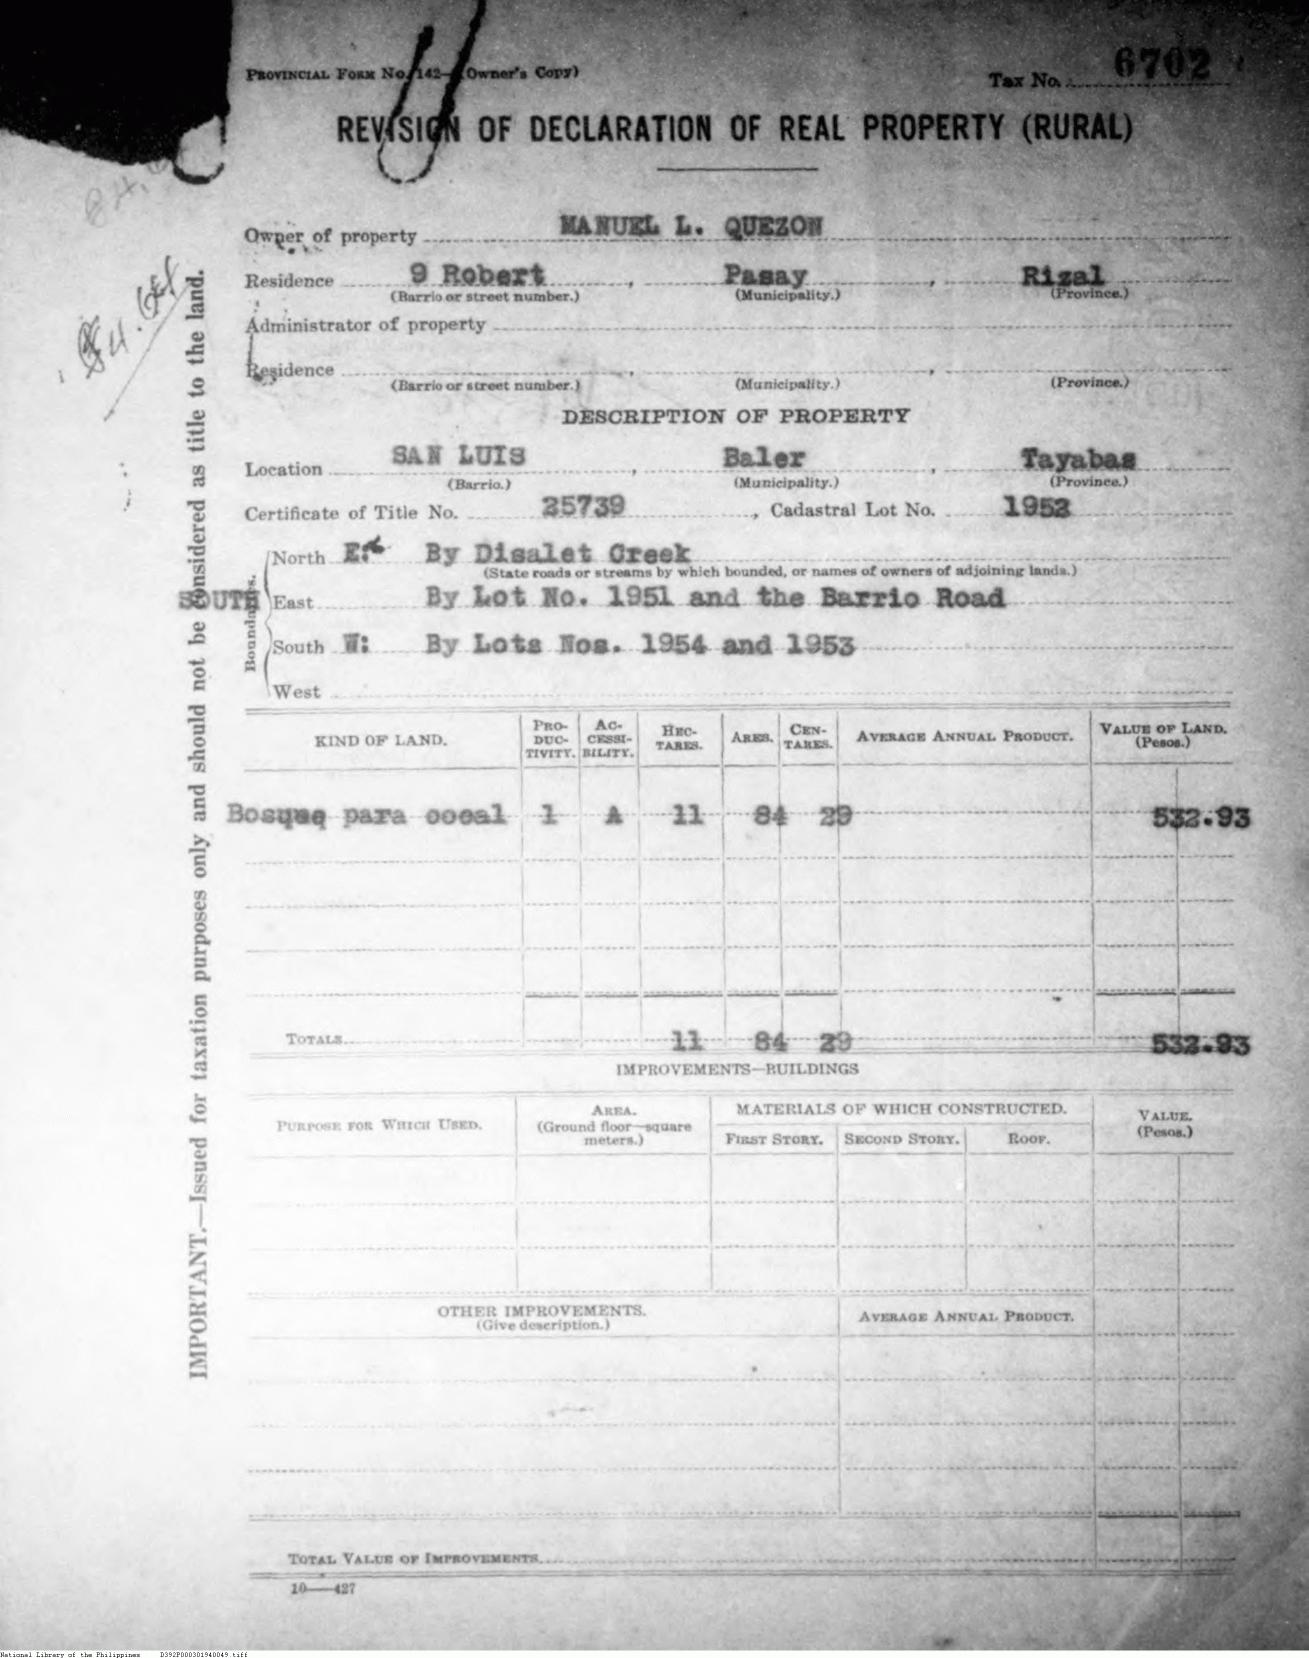 PROVINCIAL FORM No. 142—(Owner's Copy)
Tax No. 6702
REVISION OF DECLARATION OF REAL PROPERTY (RURAL)
Owner of property MANUEL L. QUEZON
Residence 9 Robert, Pasay, Rizal
(Barrio or street number.) (Municipality.) (Province.)
Administrator of property
Residence
(Barrio or street number.) (Municipality.) (Province.)
DESCRIPTION OF PROPERTY
Location SAN LUIS, Baler, Tayabas
(Barrio.) (Municipality.) (Province.)
Certificate of Title No. 25739, Cadastral Lot No. 1952
Boundaries.
North E: By Disalet Creek
(State roads or streams by which bounded, or names of owners of adjoining lands.)
SOUTH East By Lot No. 1951 and the Barrio Road
South W: By Lots Nos. 1954 and 1953
West
KIND OF LAND. PRODUCTIVITY. ACCESSIBILITY. HECTARES. ARES. CENTARES. AVERAGE ANNUAL PRODUCT. VALUE OF LAND. (Pesos.)
Bosque para cocal 1 A 11 84 29 532.93
TOTALS 11 84 29 532.93
IMPROVEMENTS—BUILDINGS
PURPOSE FOR WHICH USED. AREA. (Ground floor—square meters.) MATERIALS OF WHICH CONSTRUCTED. VALUE. (Pesos.)
FIRST STORY. SECOND STORY. ROOF.
OTHER IMPROVEMENTS. AVERAGE ANNUAL PRODUCT.
(Give description.)
TOTAL VALUE OF IMPROVEMENTS
10——427
IMPORTANT.—Issued for taxation purposes only and should not be considered as title to the land.
National Library of the Philippines D392P000301940049.tiff